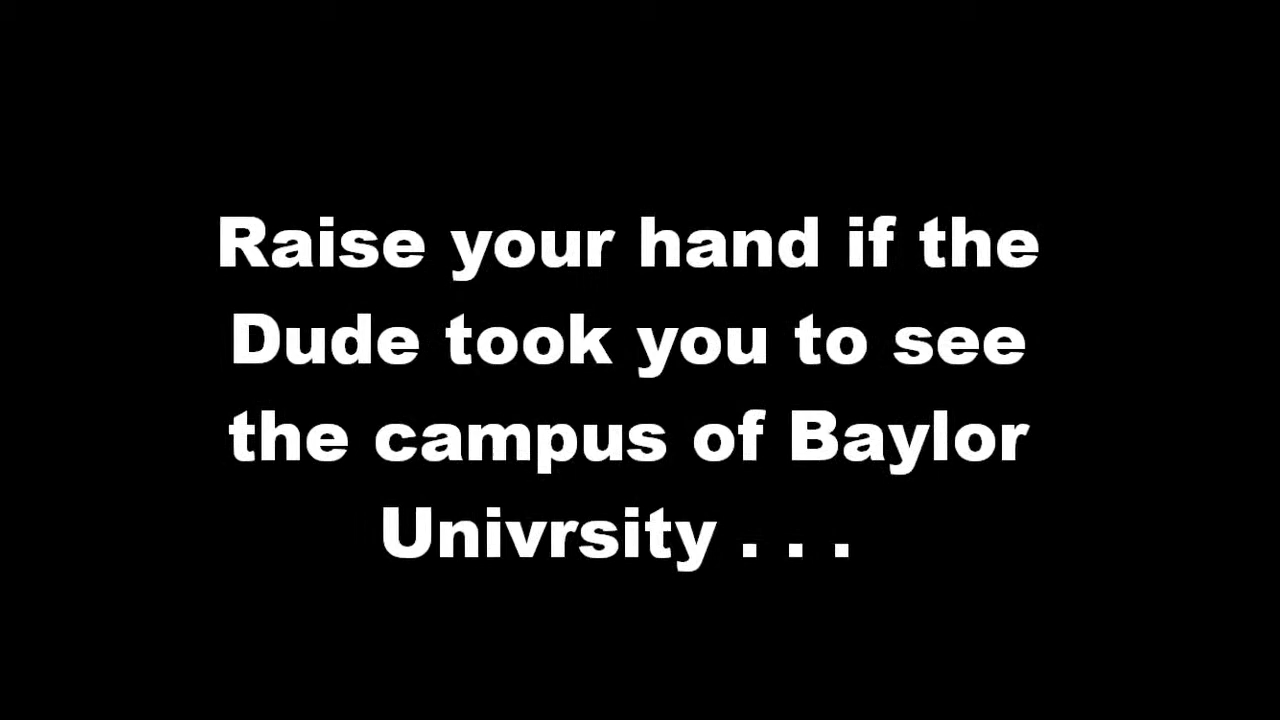 Raise your hand if the
Dude took you to see
the campus of Baylor
Univrsity . . .